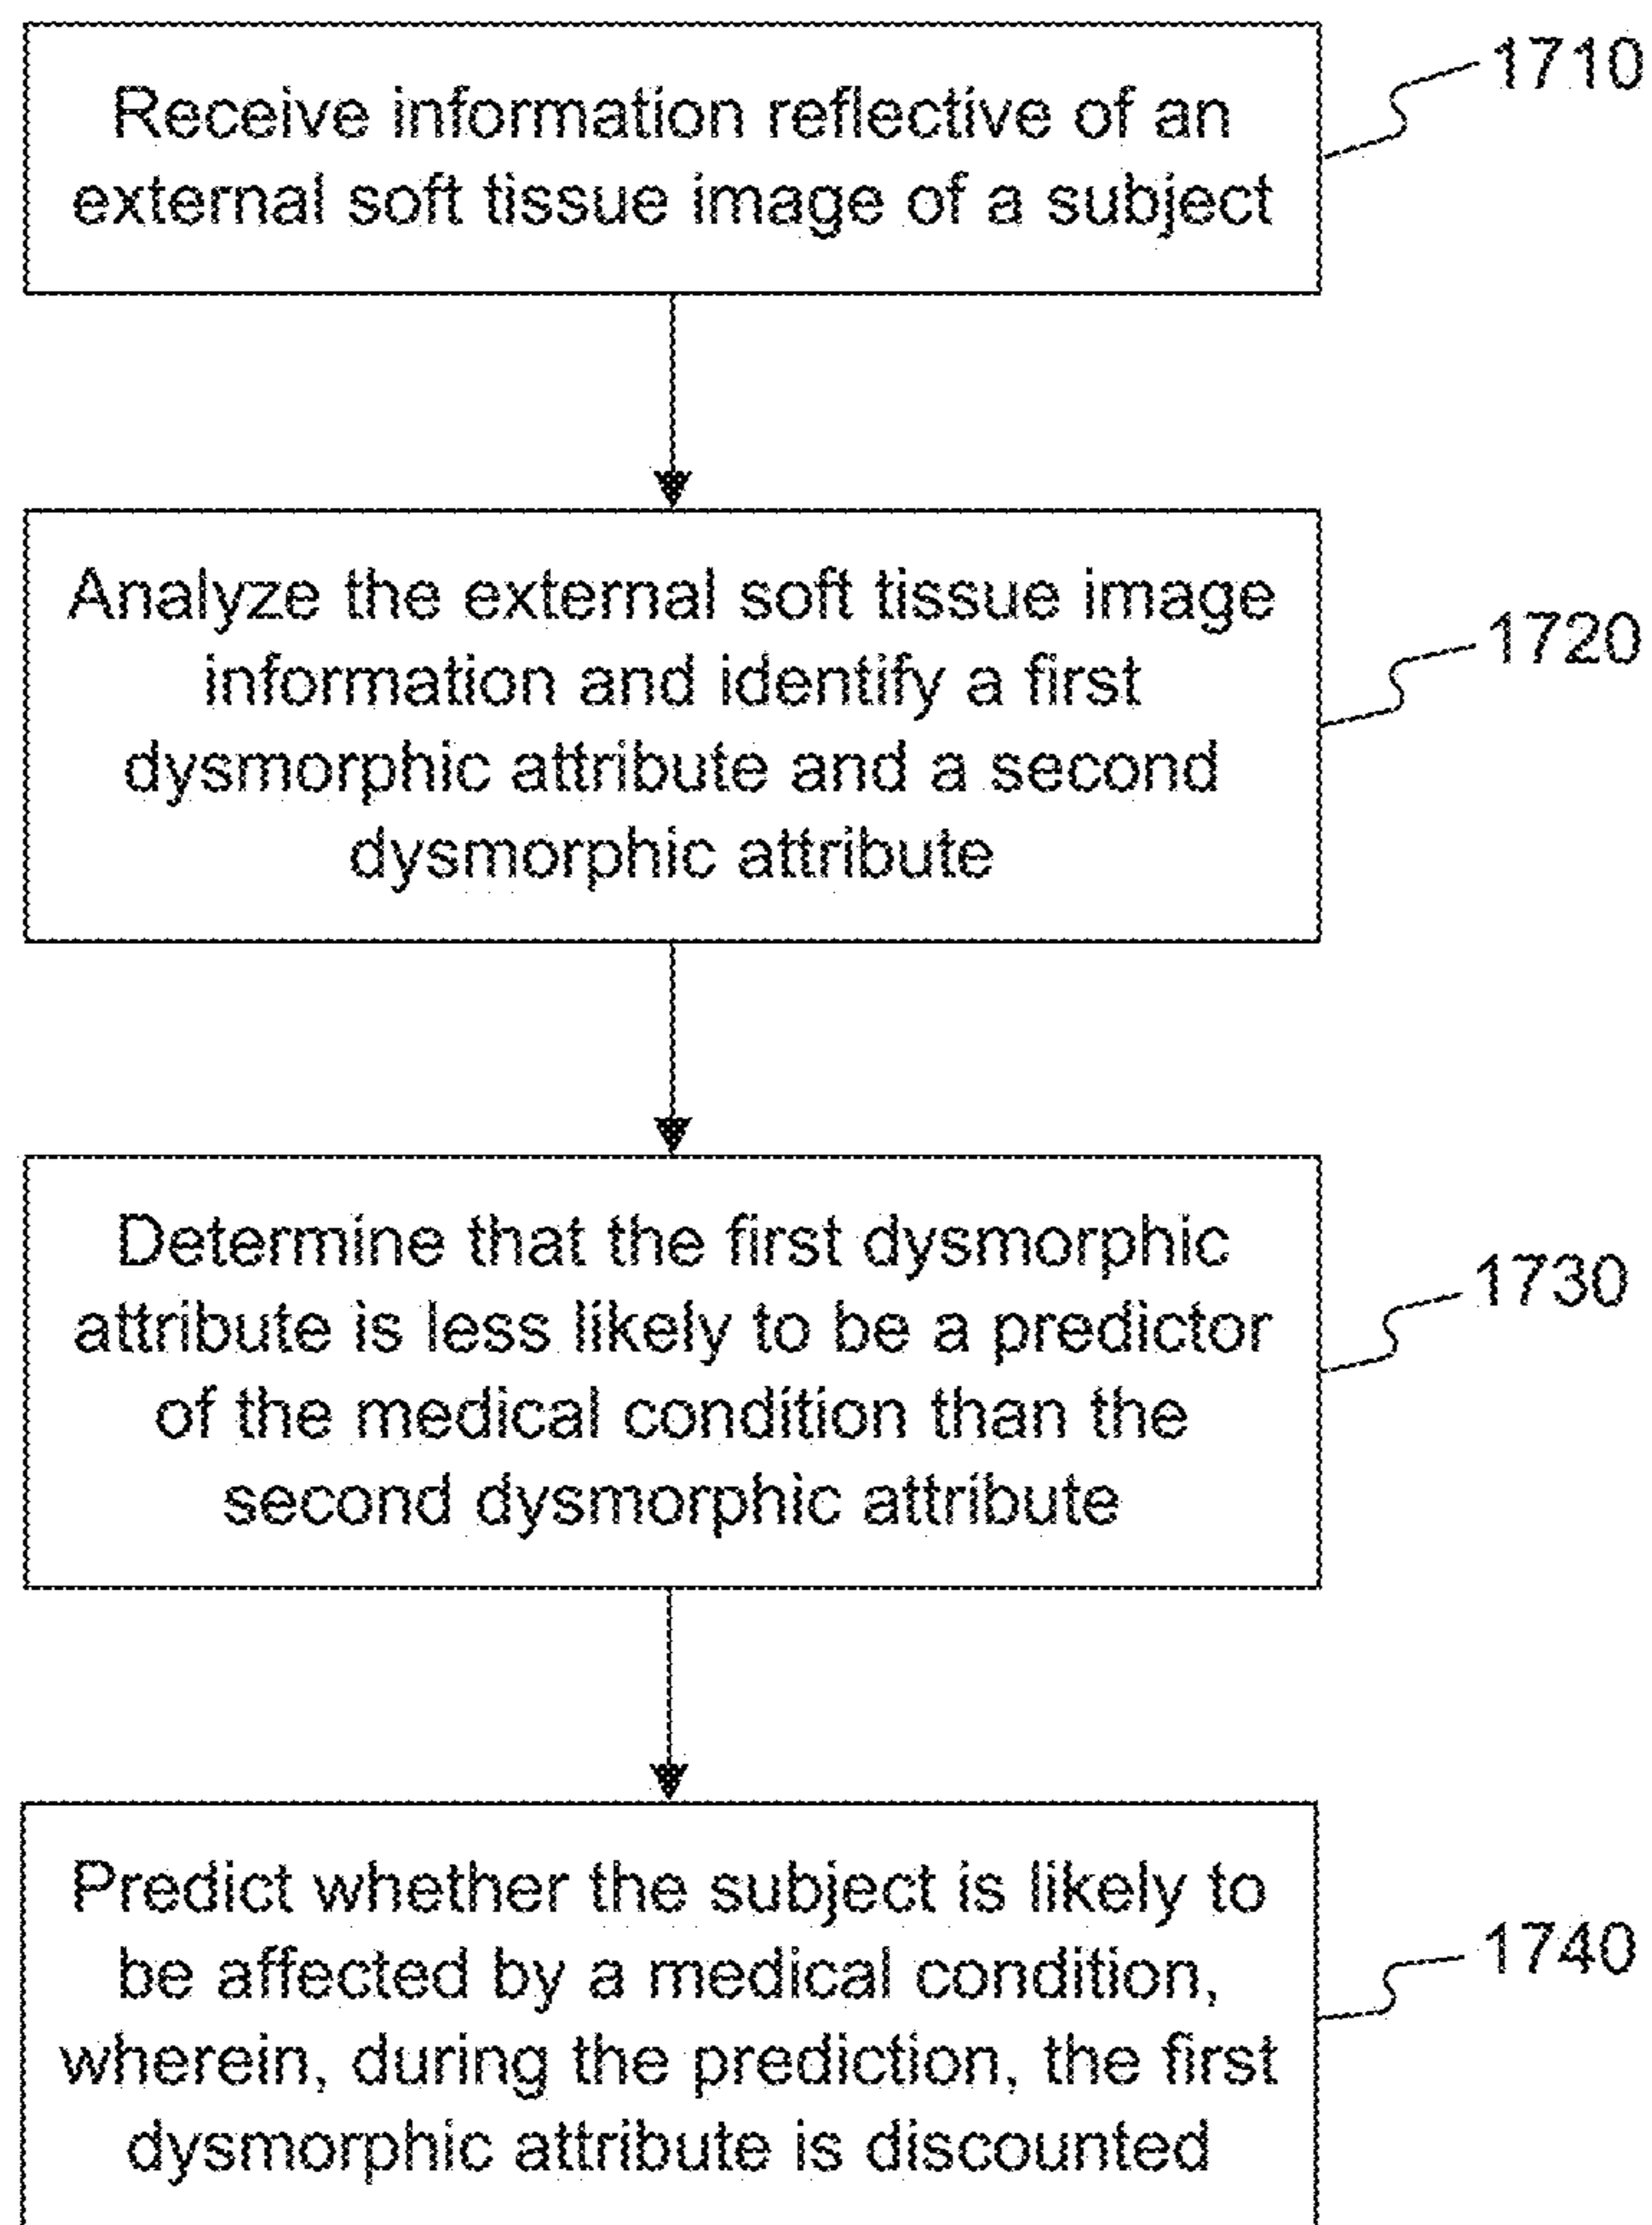 Receive information reflective of an
external soft tissue image of a subject
1710
Analyze the external soft tissue image
information and identify a first
dysmorphic attribute and a second
dysmorphic attribute
1720
Determine that the first dysmorphic
attribute is less likely to be a predictor
of the medical condition than the
second dysmorphic attribute
1730
Predict whether the subject is likely to
be affected by a medical condition,
wherein, during the prediction, the first
dysmorphic attribute is discounted
1740